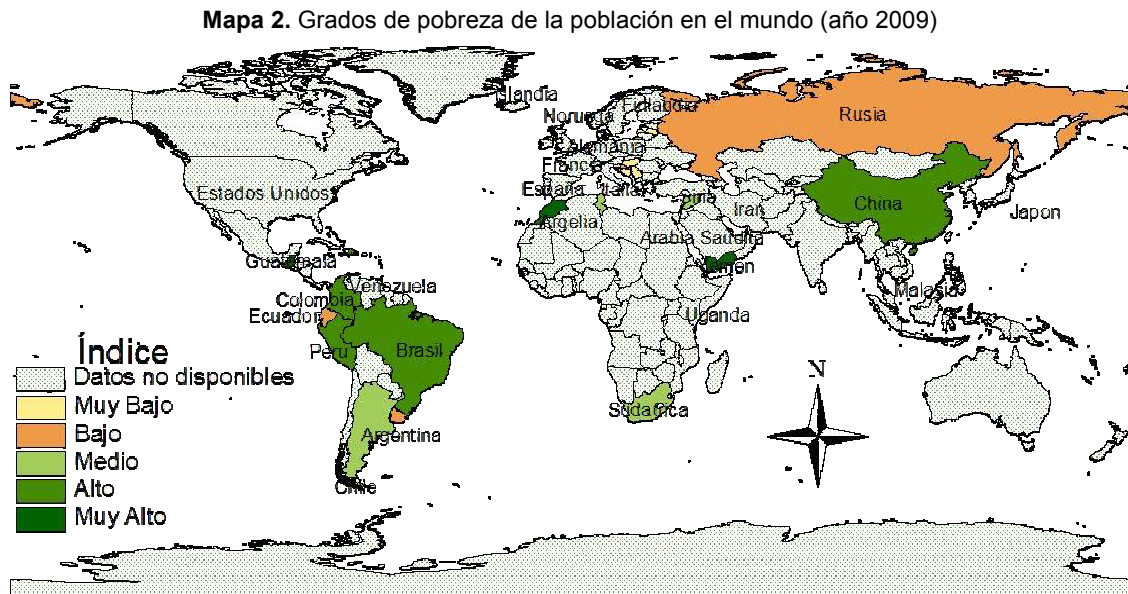 Mapa 2. Grados de pobreza de la población en el mundo (año 2009)
Islandia
Finlandia
Noruega
Rusia
Alemania
Francia
España
Italia
Siria
Estados Unidos
China
Iran
Japon
Argelia
Arabia Saudita
Guatemala
Yemen
Venezuela
Malasia
Colombia
Ecuador
Uganda
Perú
Brasil
Índice
Datos no disponibles
N
Muy Bajo
Sudafrica
Bajo
Argentina
Medio
Chile
Alto
Muy Alto